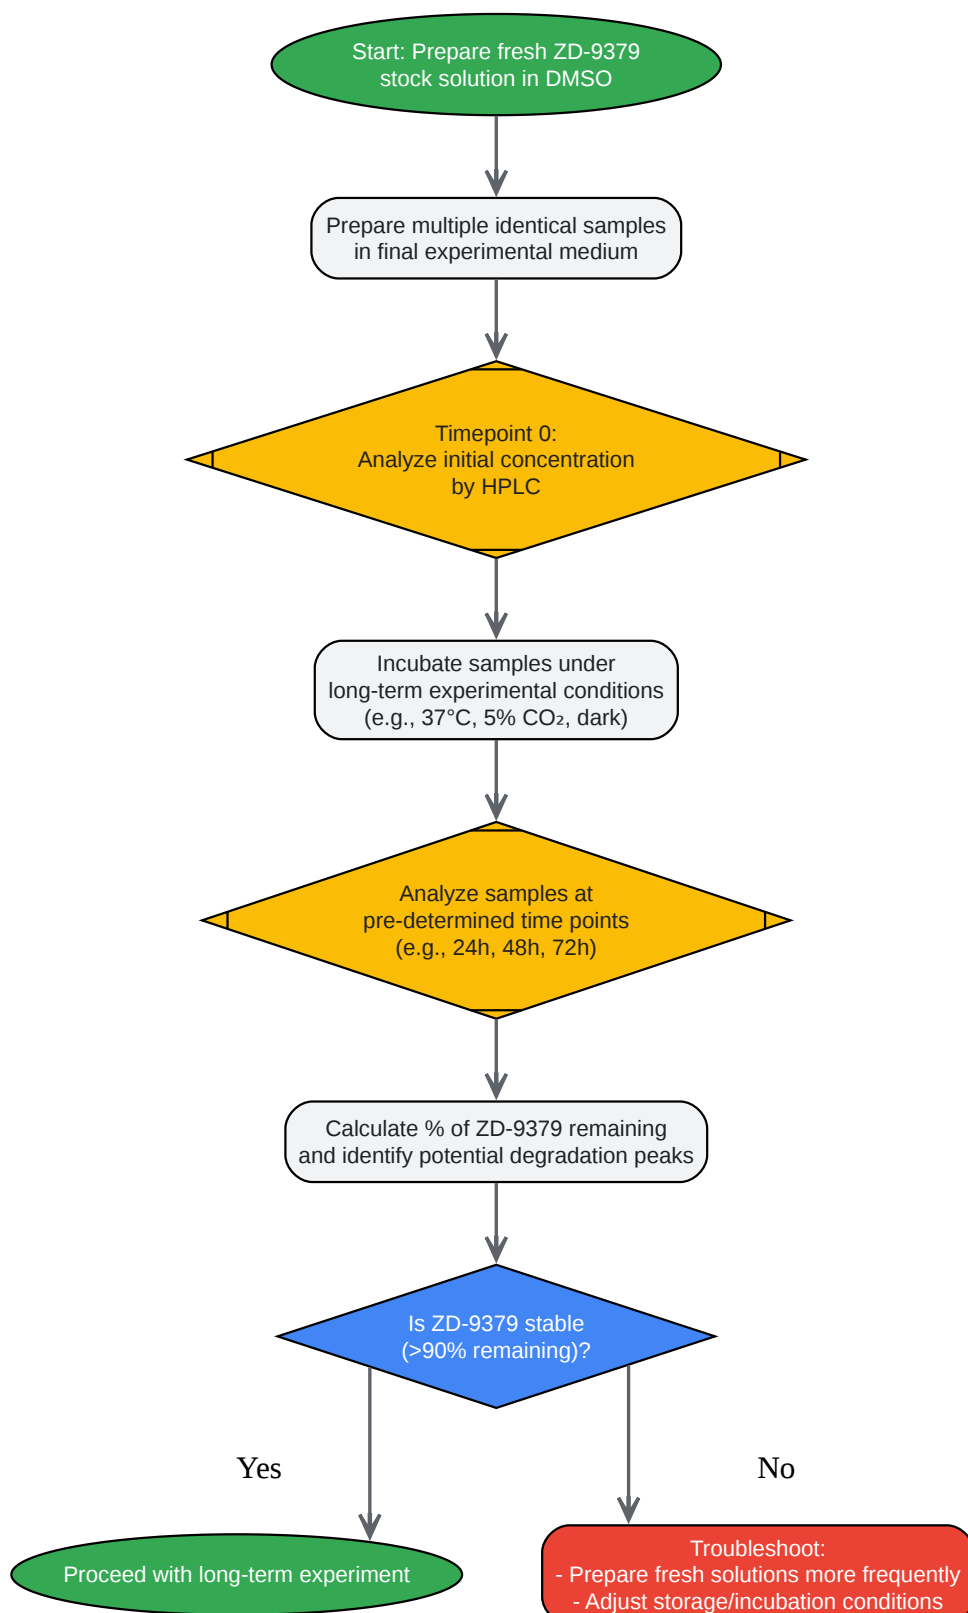 Start: Prepare fresh ZD-9379
stock solution in DMSO
Prepare multiple identical samples
in final experimental medium
Timepoint 0:
Analyze initial concentration
by HPLC
Incubate samples under
long-term experimental conditions
(e.g., 37°C, 5% CO₂, dark)
Analyze samples at
pre-determined time points
(e.g., 24h, 48h, 72h)
Calculate % of ZD-9379 remaining
and identify potential degradation peaks
Is ZD-9379 stable
(>90% remaining)?
Yes
No
Proceed with long-term experiment
Troubleshoot:
- Prepare fresh solutions more frequently
- Adjust storage/incubation conditions